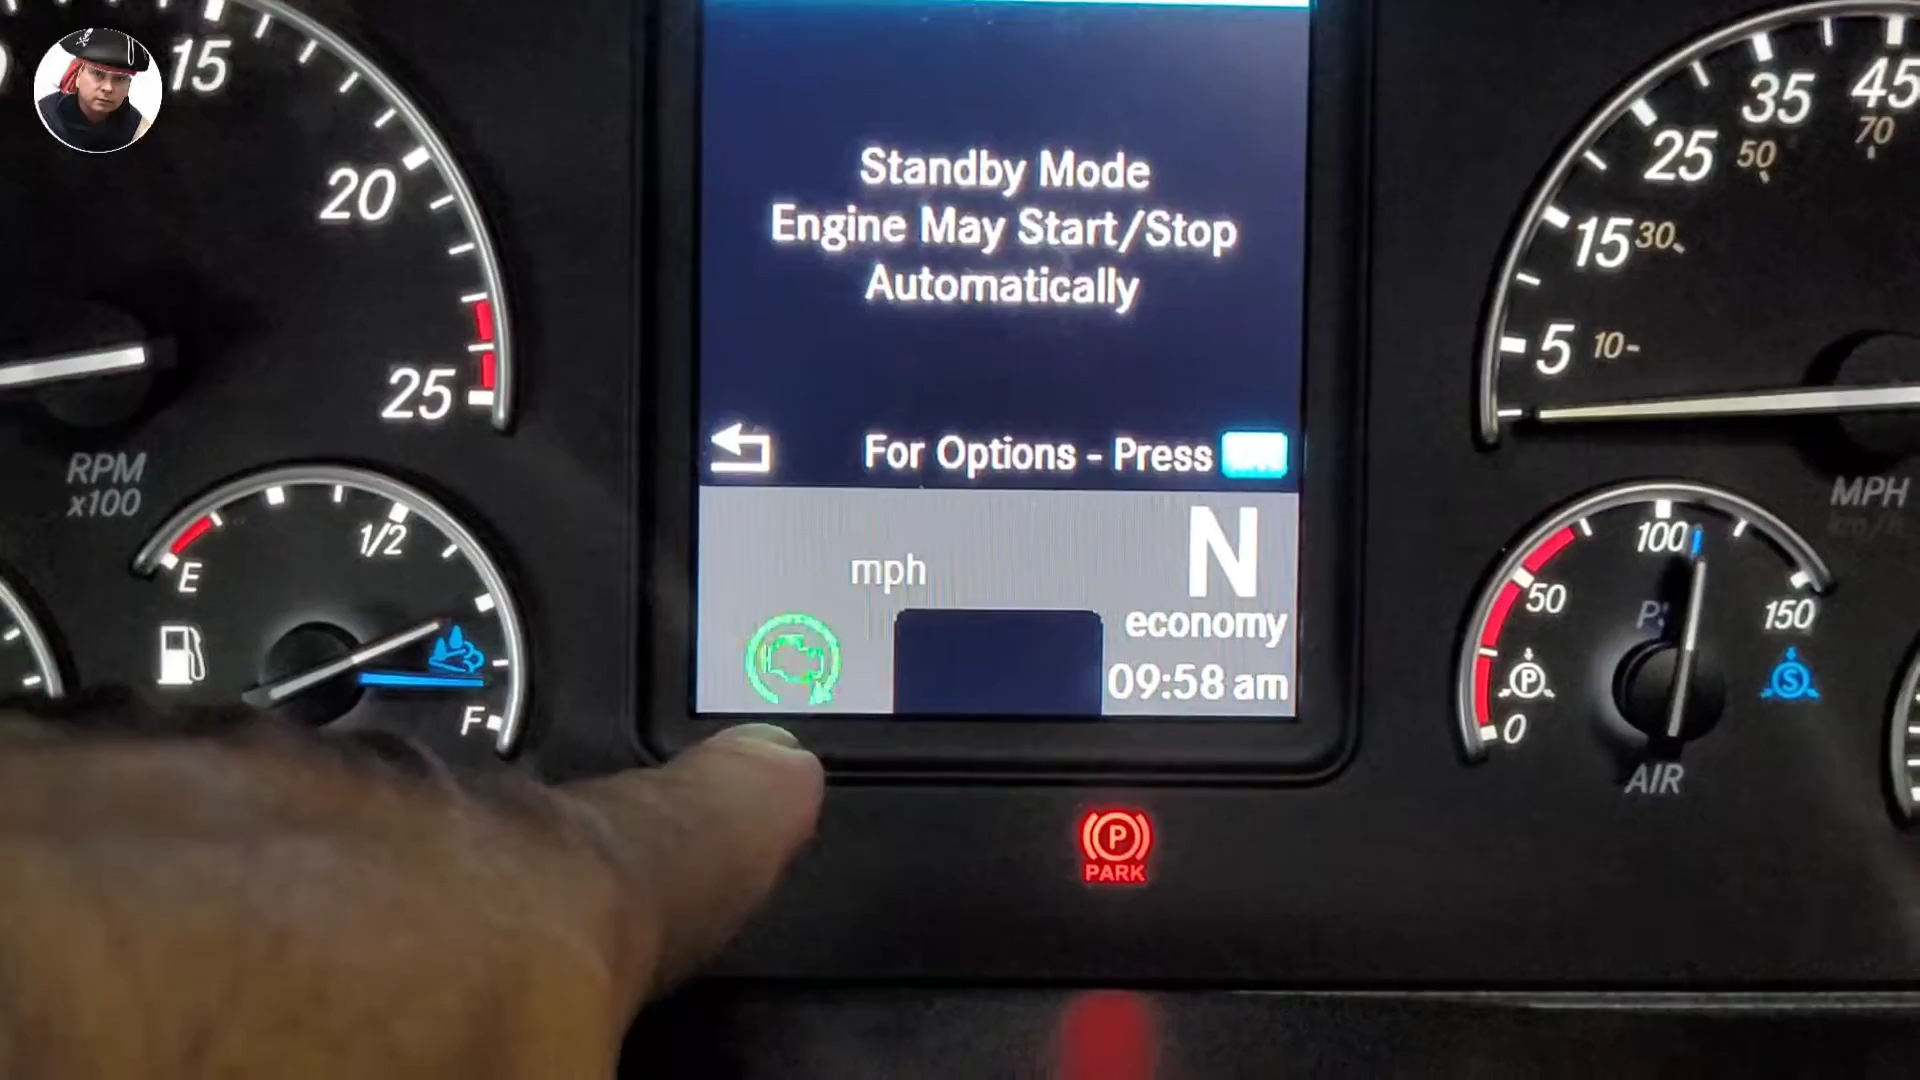 15
20
25
RPM
x100
E
1/2
F
Standby Mode
Engine May Start/Stop
Automatically
For Options - Press
mph
N
economy
09:58 am
P
PARK
5 10
15 30
25 50
35
45
70
MPH
km/h
0
50
100
150
P
S
AIR